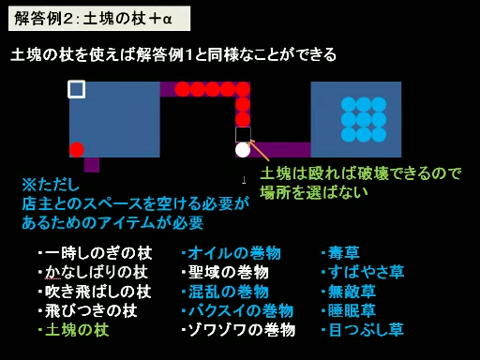 解答例２：土塊の杖＋α
土塊の杖を使えば解答例１と同様なことができる
土塊は殴れば破壊できるので
場所を選ばない
※ただし
店主とのスペースを空ける必要が
あるためのアイテムが必要
・一時しのぎの杖
・かなしばりの杖
・吹き飛ばしの杖
・飛びつきの杖
・土塊の杖
・オイルの巻物
・聖域の巻物
・混乱の巻物
・バクスイの巻物
・ゾワゾワの巻物
・毒草
・すばやさ草
・無敵草
・睡眠草
・目つぶし草